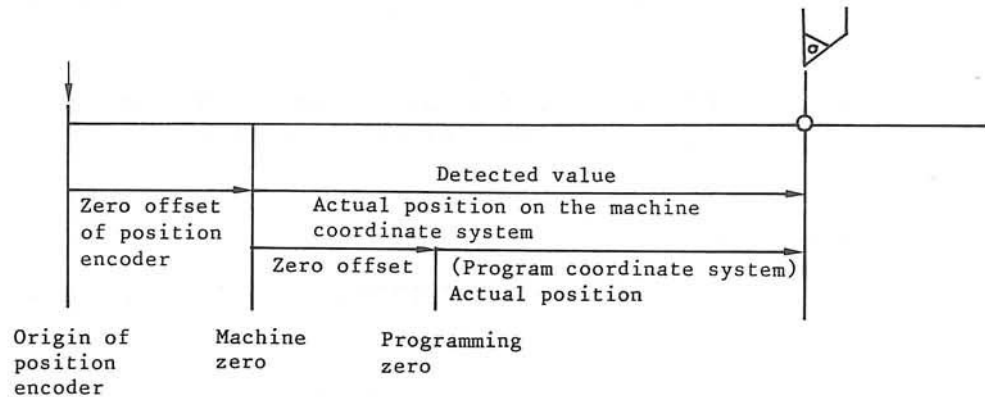 Detected value
Zero offset
of position
encoder
Actual position on the machine
coordinate system
Zero offset
(Program coordinate system)
Actual position
Origin of
position
encoder
Machine
zero
Programming
zero